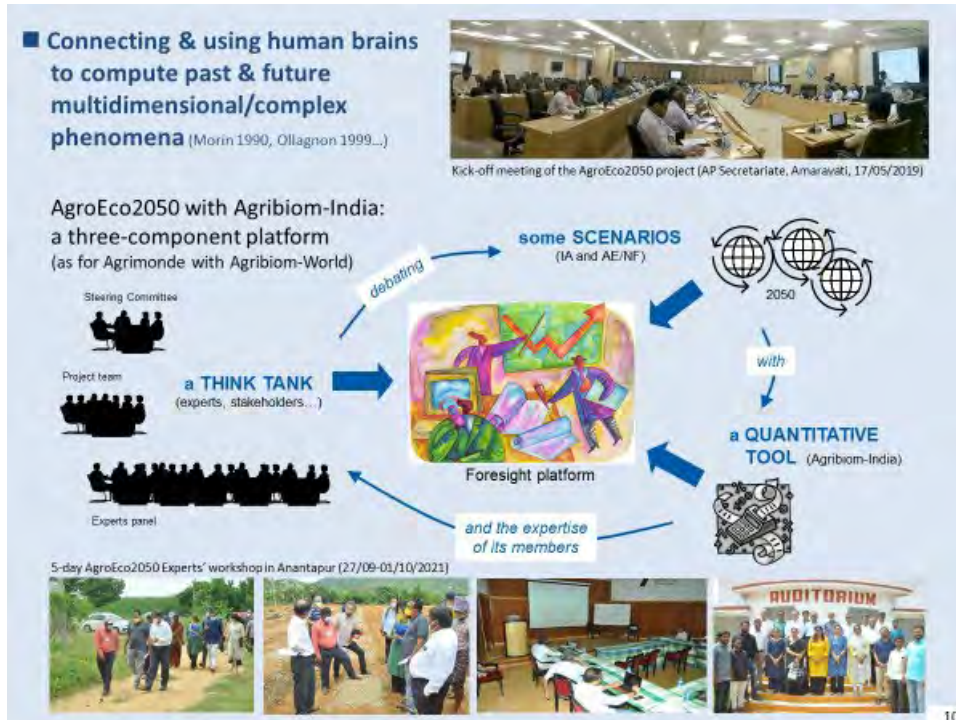 ■ Connecting & using human brains
to compute past & future
multidimensional/complex
phenomena (Morin 1990, Ollagnon 1999...)
Kick-off meeting of the AgroEco2050 project (AP Secretariate, Amaravati, 17/05/2019)
AgroEco2050 with Agribiom-India:
a three-component platform
(as for Agrimonde with Agribiom-World)
debating
some SCENARIOS
(IA and AE/NF)
2050
Steering Committee
Project team
a THINK TANK
(experts, stakeholders...)
Experts panel
with
a QUANTITATIVE
TOOL (Agribiom-India)
Foresight platform
and the expertise
of its members
5-day AgroEco2050 Experts' workshop in Anantapur (27/09-01/10/2021)
AUDITORIUM
10